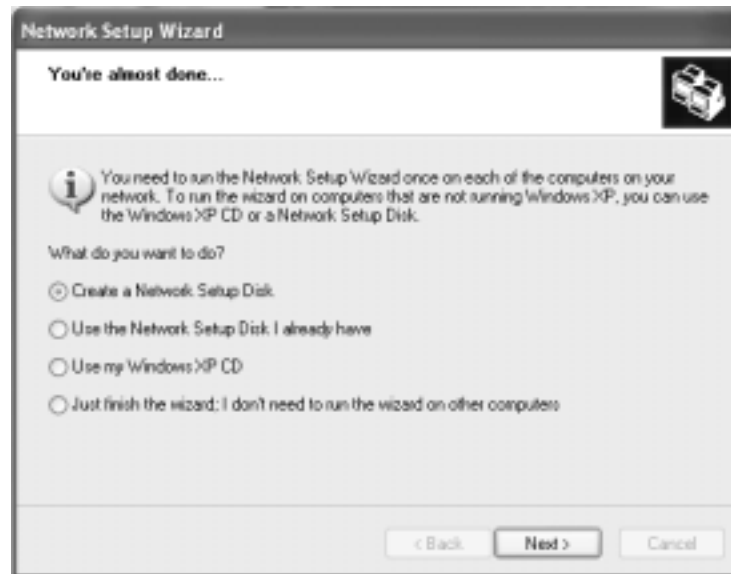 Network Setup Wizard
You're almost done...
You need to run the Network Setup Wizard once on each of the computers on your
network. To run the wizard on computers that are not running Windows XP, you can use
the Windows XP CD or a Network Setup Disk.
What do you want to do?
Create a Network Setup Disk
Use the Network Setup Disk I already have
Use my Windows XP CD
Just finish the wizard; I don't need to run the wizard on other computers
< Back
Next >
Cancel